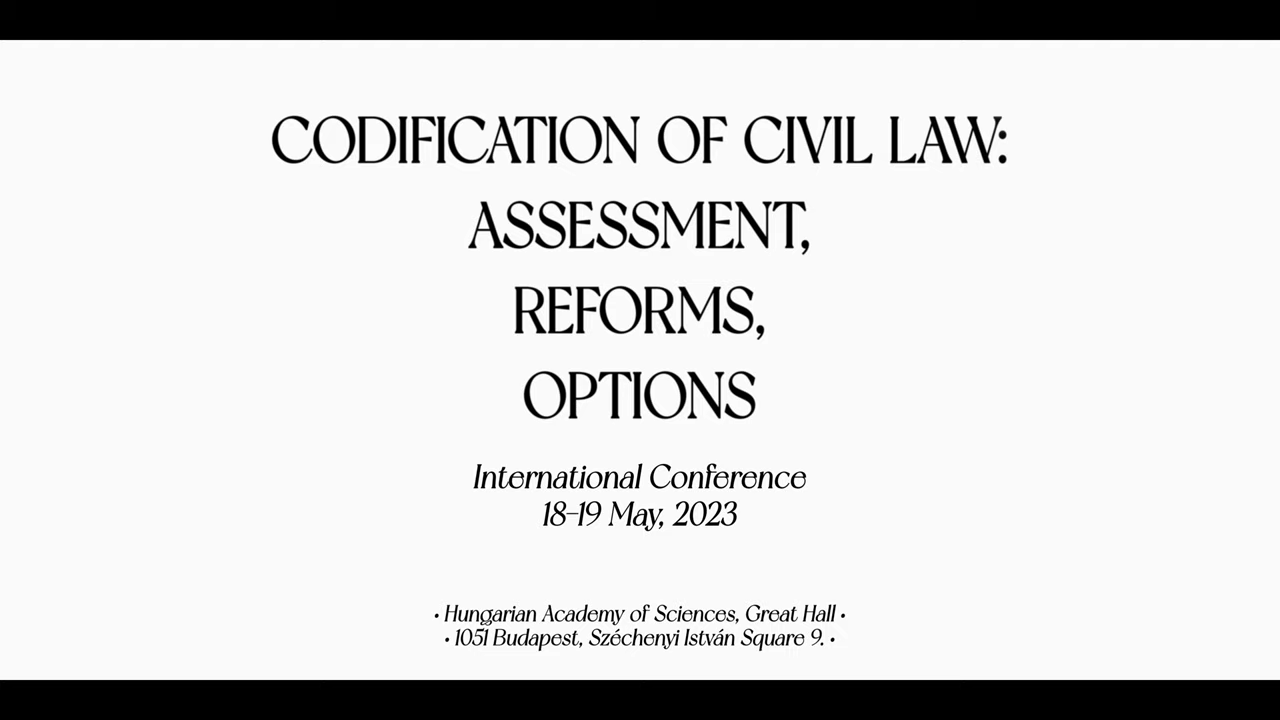 CODIFICATION OF CIVIL LAW:
ASSESSMENT,
REFORMS,
OPTIONS
International Conference
18–19 May, 2023
• Hungarian Academy of Sciences, Great Hall •
• 1051 Budapest, Széchenyi István Square 9. •